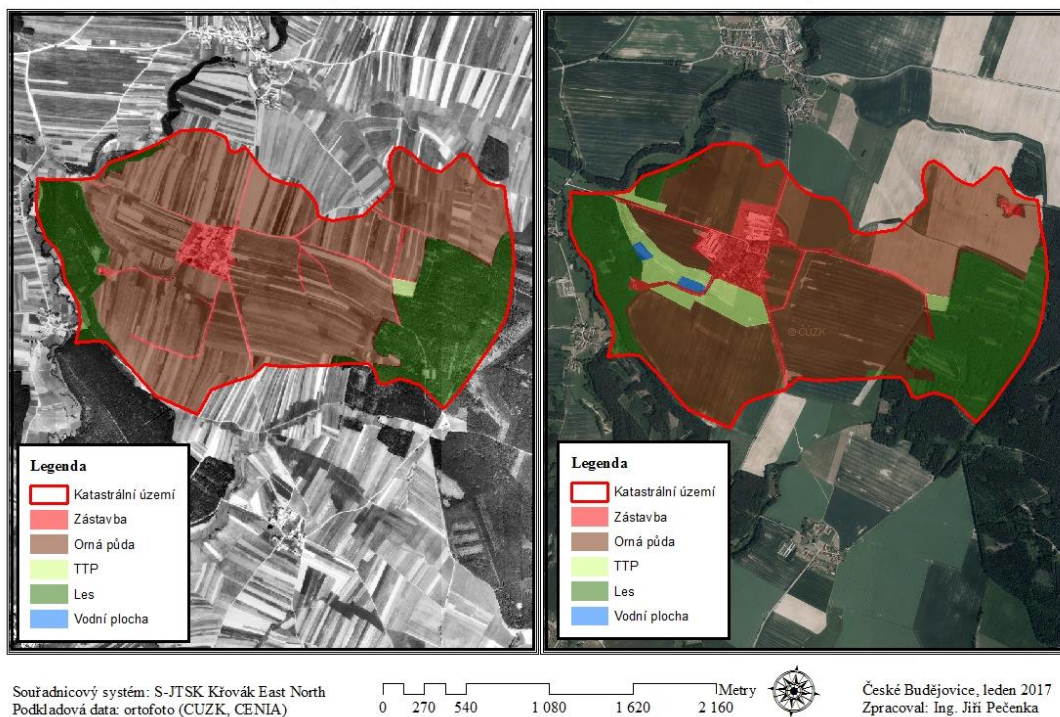 Legenda
Katastrální území
Zástavba
Orná půda
TTP
Les
Vodní plocha
© ČÚZK
Legenda
Katastrální území
Zástavba
Orná půda
TTP
Les
Vodní plocha
Souřadnicový systém: S-JTSK Křovák East North
Podkladová data: ortofoto (CUZK, CENIA)
Metry
0 270 540 1 080 1 620 2 160
České Budějovice, leden 2017
Zpracoval: Ing. Jiří Pečenka